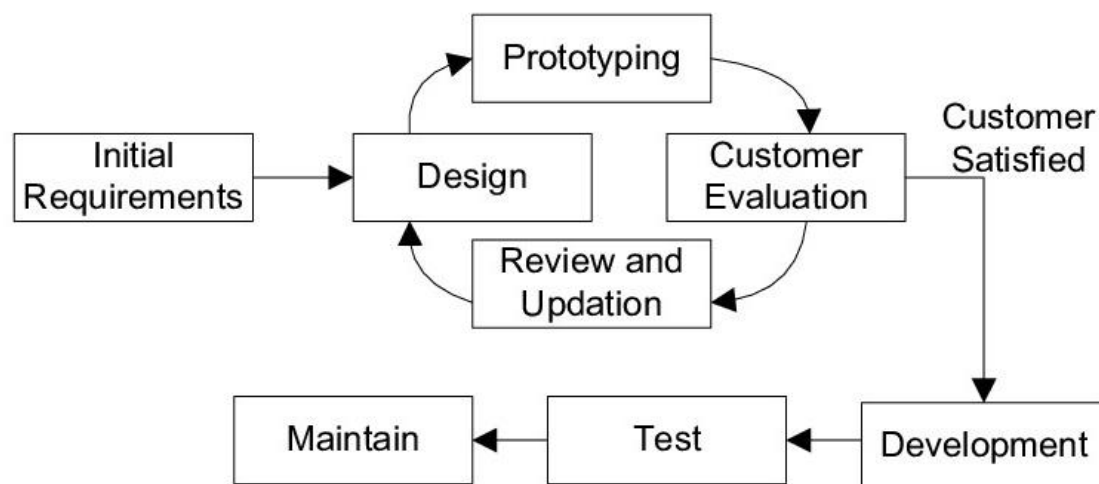 Prototyping
Initial
Requirements
Design
Customer
Evaluation
Customer
Satisfied
Review and
Updation
Maintain
Test
Development